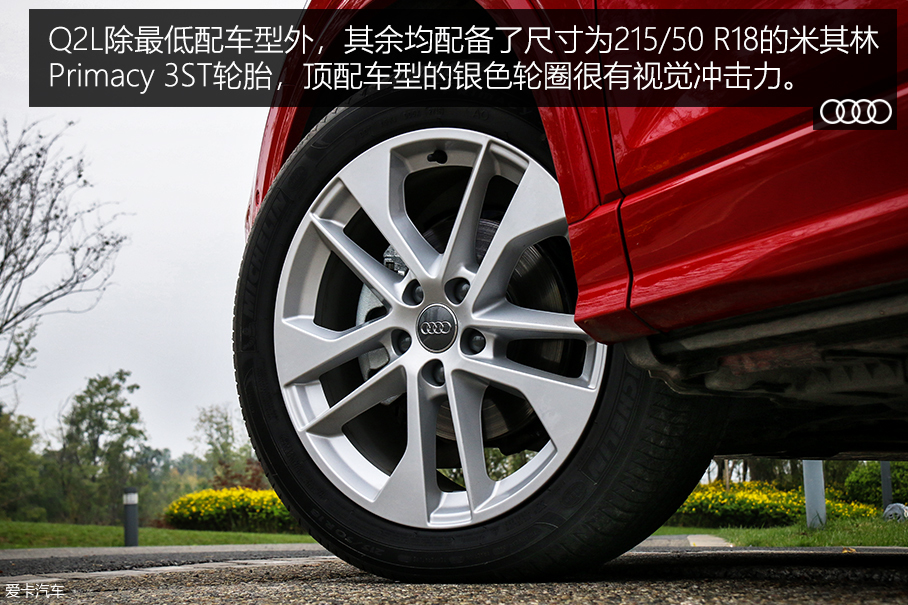 Q2L除最低配车型外，其余均配备了尺寸为215/50 R18的米其林
Primacy 3ST轮胎，顶配车型的银色轮圈很有视觉冲击力。
MICHELIN
爱卡汽车